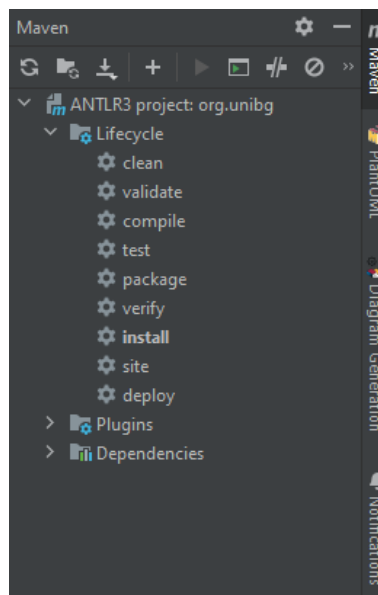 Maven
ANTLR3 project: org.unibg
Lifecycle
clean
validate
compile
test
package
verify
install
site
deploy
Plugins
Dependencies
Maven
PlantUML
Diagram Generation
Notifications